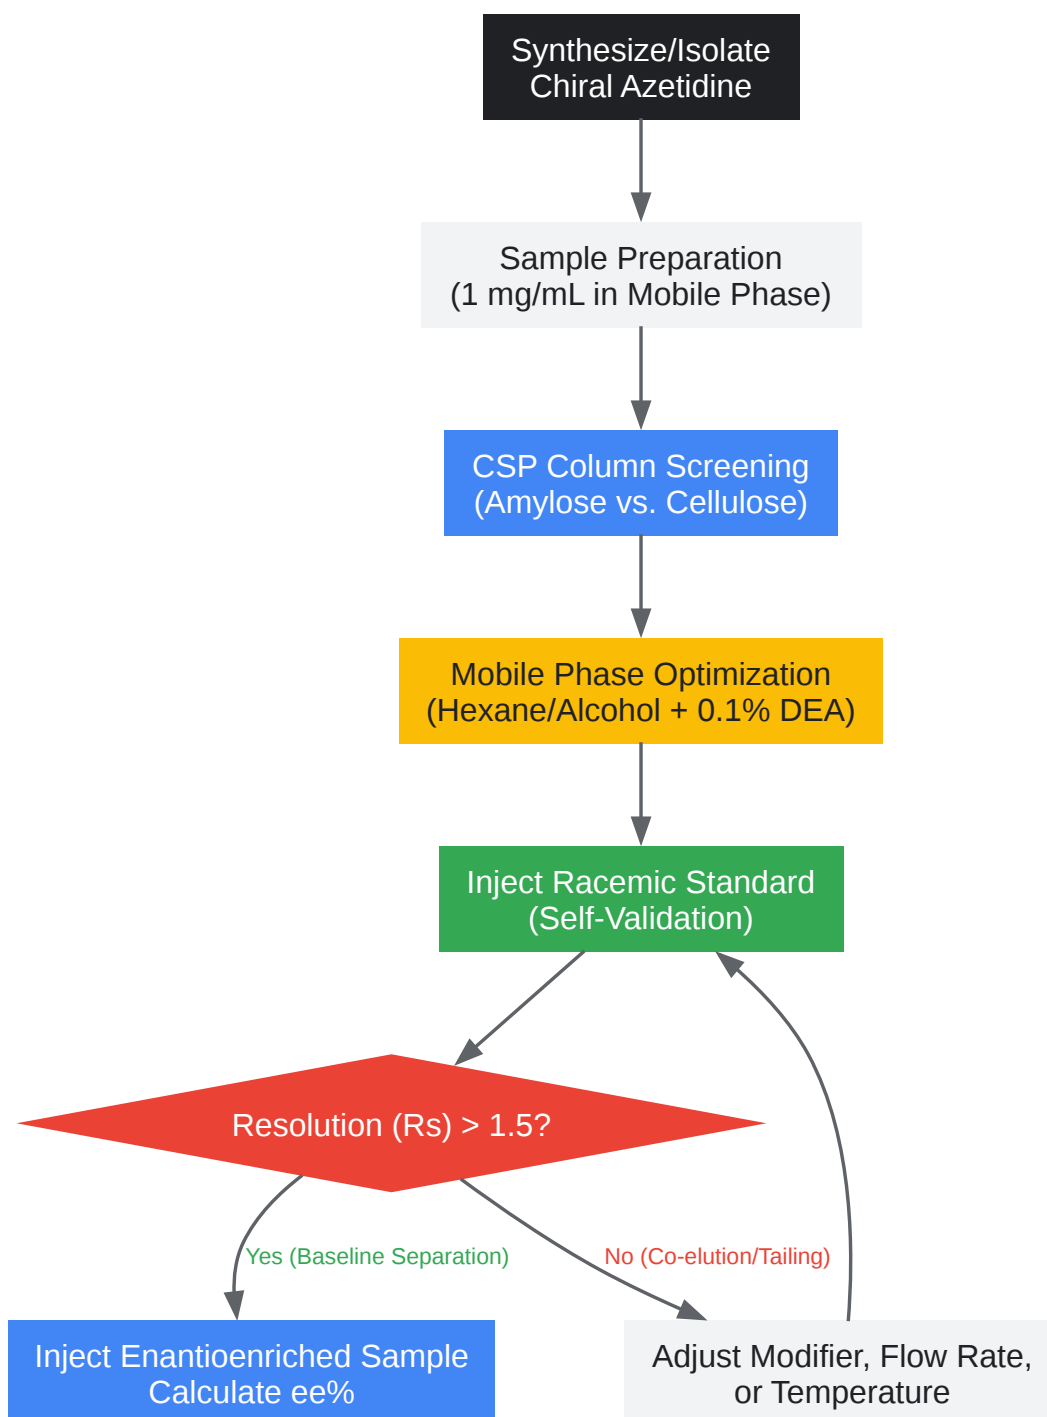 Synthesize/Isolate
Chiral Azetidine
Sample Preparation
(1 mg/mL in Mobile Phase)
CSP Column Screening
(Amylose vs. Cellulose)
Mobile Phase Optimization
(Hexane/Alcohol + 0.1% DEA)
Inject Racemic Standard
(Self-Validation)
Resolution (Rs) > 1.5?
Yes (Baseline Separation)
No (Co-elution/Tailing)
Inject Enantioenriched Sample
Calculate ee%
Adjust Modifier, Flow Rate,
or Temperature